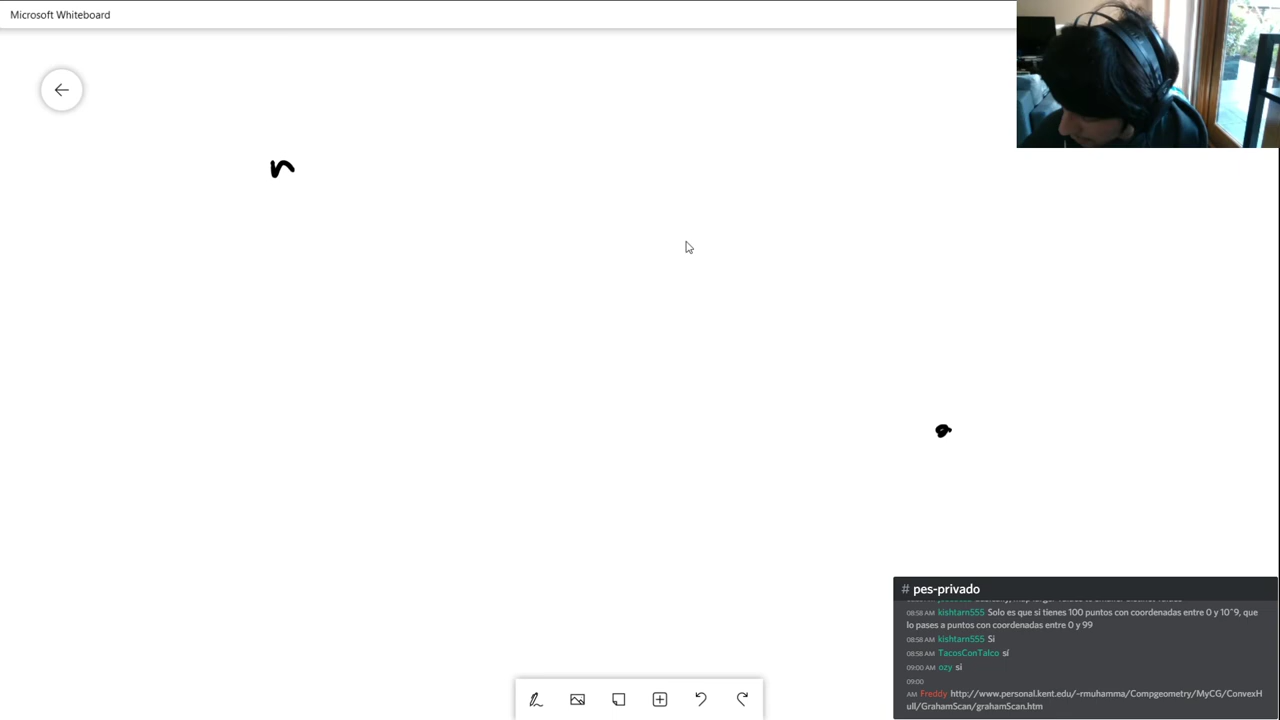 Microsoft Whiteboard
# pes-privado
08:58 AM kishtarn555 Solo es que si tienes 100 puntos con coordenadas entre 0 y 10^9, que
lo pases a puntos con coordenadas entre 0 y 99
08:58 AM kishtarn555 Si
08:58 AM TacosConTalco sí
09:00 AM ozy si
09:00
AM Freddy http://www.personal.kent.edu/~rmuhamma/Compgeometry/MyCG/ConvexH
ull/GrahamScan/grahamScan.htm